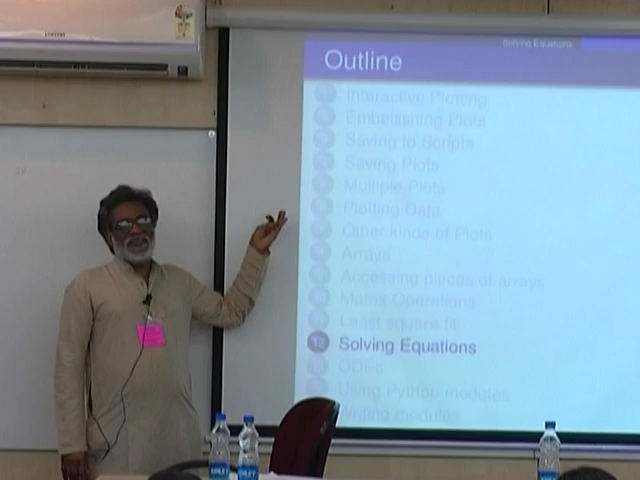 Solving Equations
Outline
Interactive Plotting
Embellishing Plots
Saving to Scripts
Saving Plots
Multiple Plots
Plotting Data
Other kinds of Plots
Arrays
Accessing pieces of arrays
Matrix Operations
Least square fit
Solving Equations
ODEs
Using Python modules
Writing modules